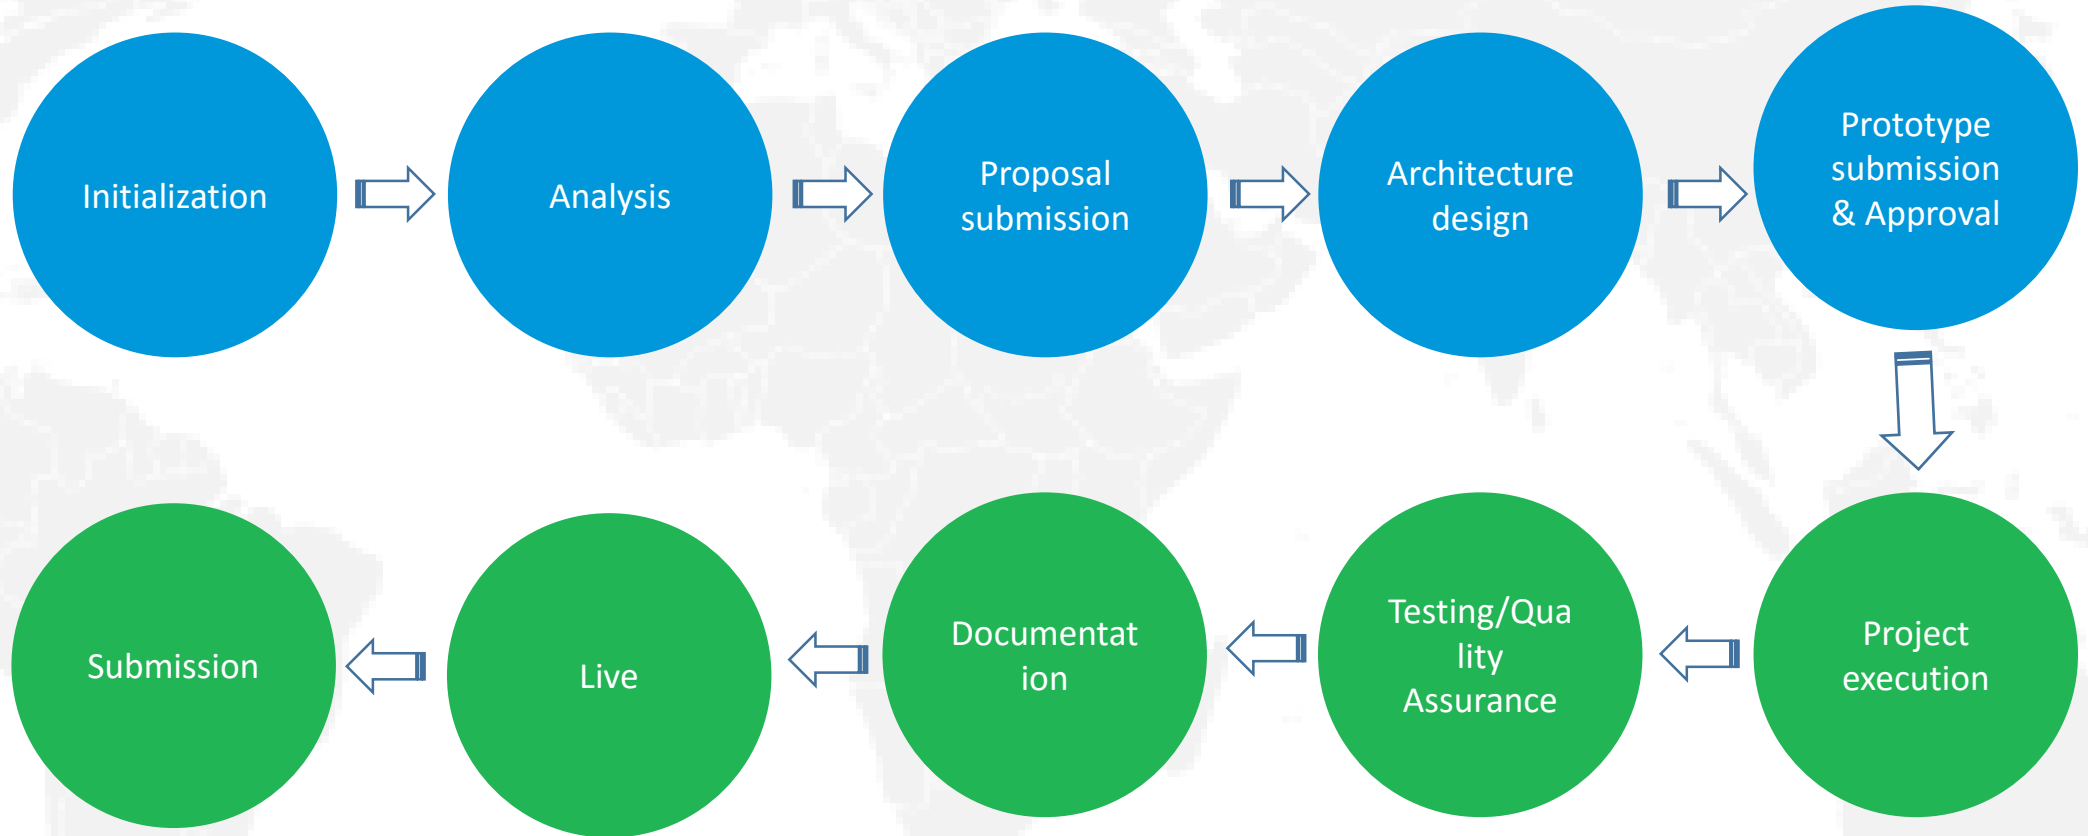 Initialization
Analysis
Proposal
submission
Architecture
design
Prototype
submission
& Approval
Project
execution
Testing/Qua
lity
Assurance
Documentat
ion
Live
Submission